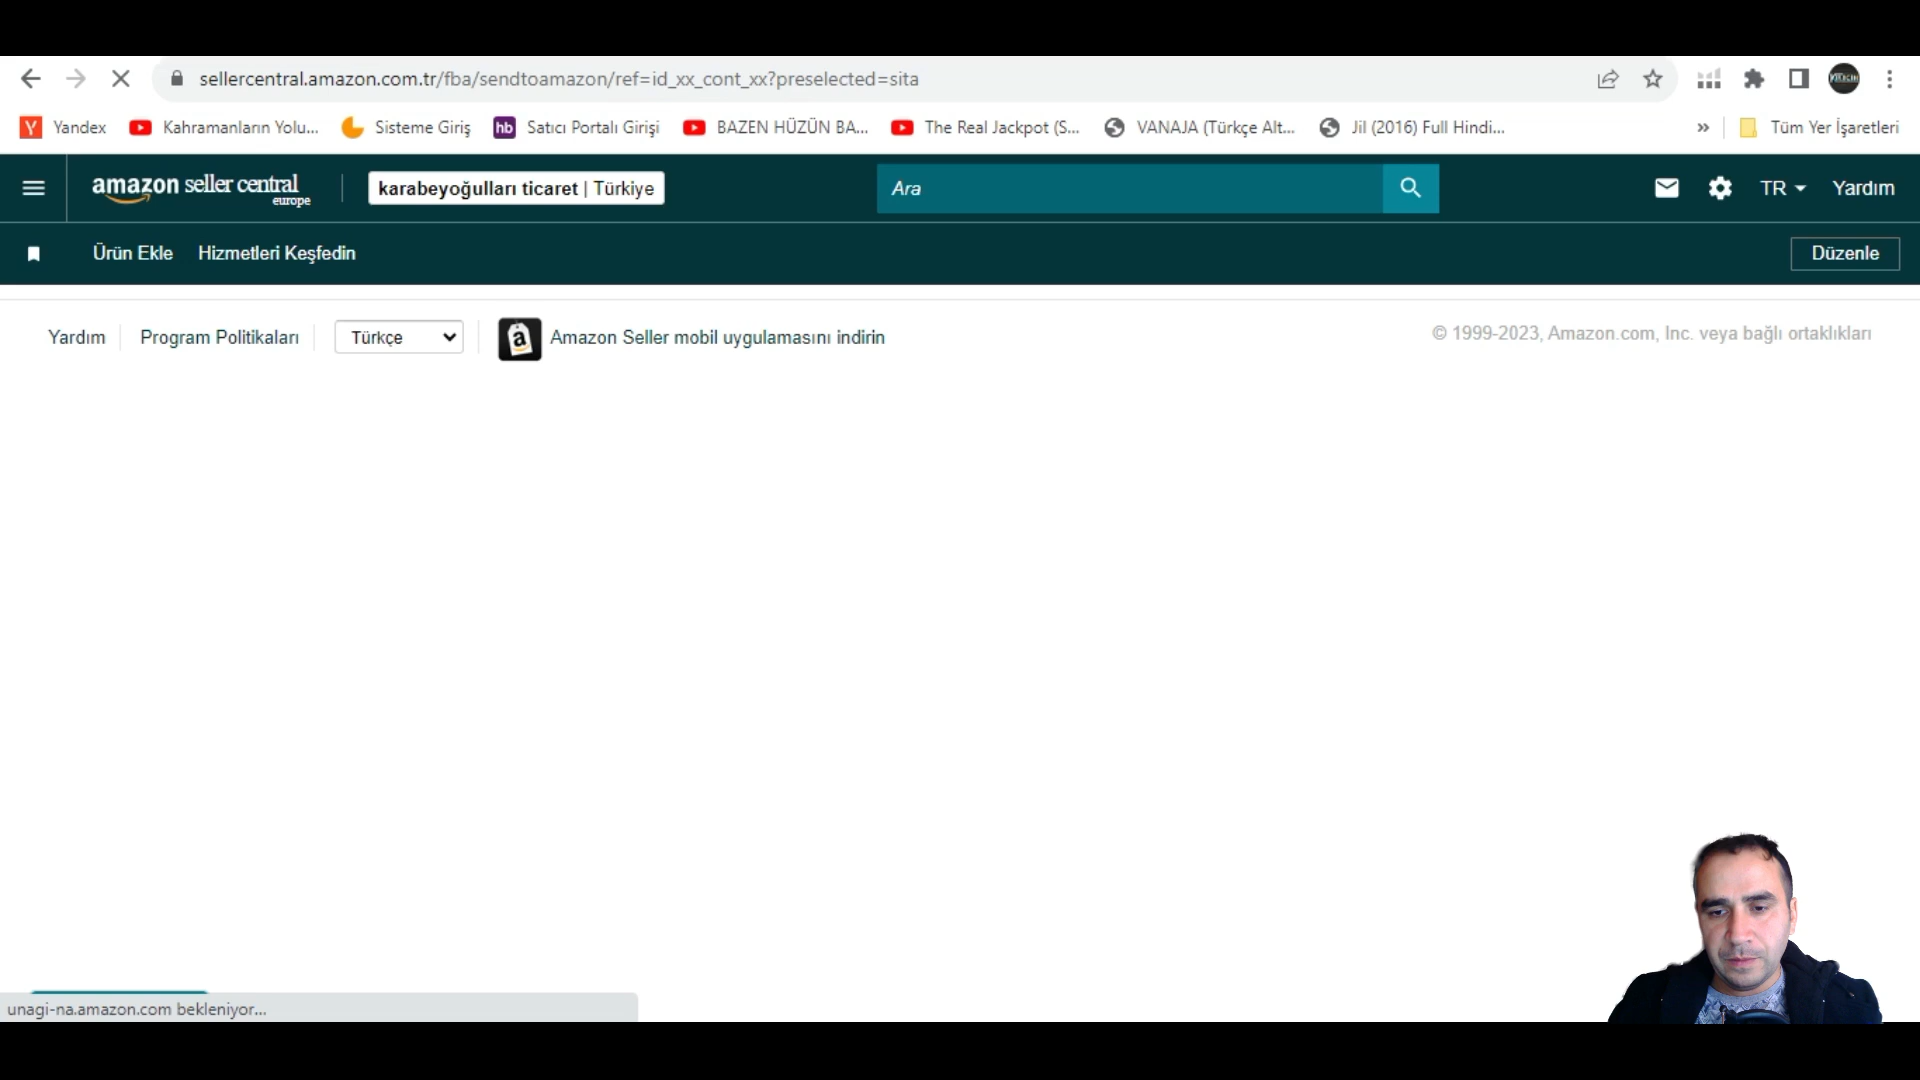 sellercentral.amazon.com.tr/fba/sendtoamazon/ref=id_xx_cont_xx?preselected=sita
Yandex Kahramanların Yolu... Sisteme Giriş hb Satıcı Portalı Girişi BAZEN HÜZÜN BA... The Real Jackpot (S... VANAJA (Türkçe Alt... Jil (2016) Full Hindi... » Tüm Yer İşaretleri
amazon seller central europe karabeyoğulları ticaret | Türkiye Ara TR Yardım
Ürün Ekle Hizmetleri Keşfedin Düzenle
Yardım Program Politikaları Türkçe Amazon Seller mobil uygulamasını indirin © 1999-2023, Amazon.com, Inc. veya bağlı ortaklıkları
unagi-na.amazon.com bekleniyor...